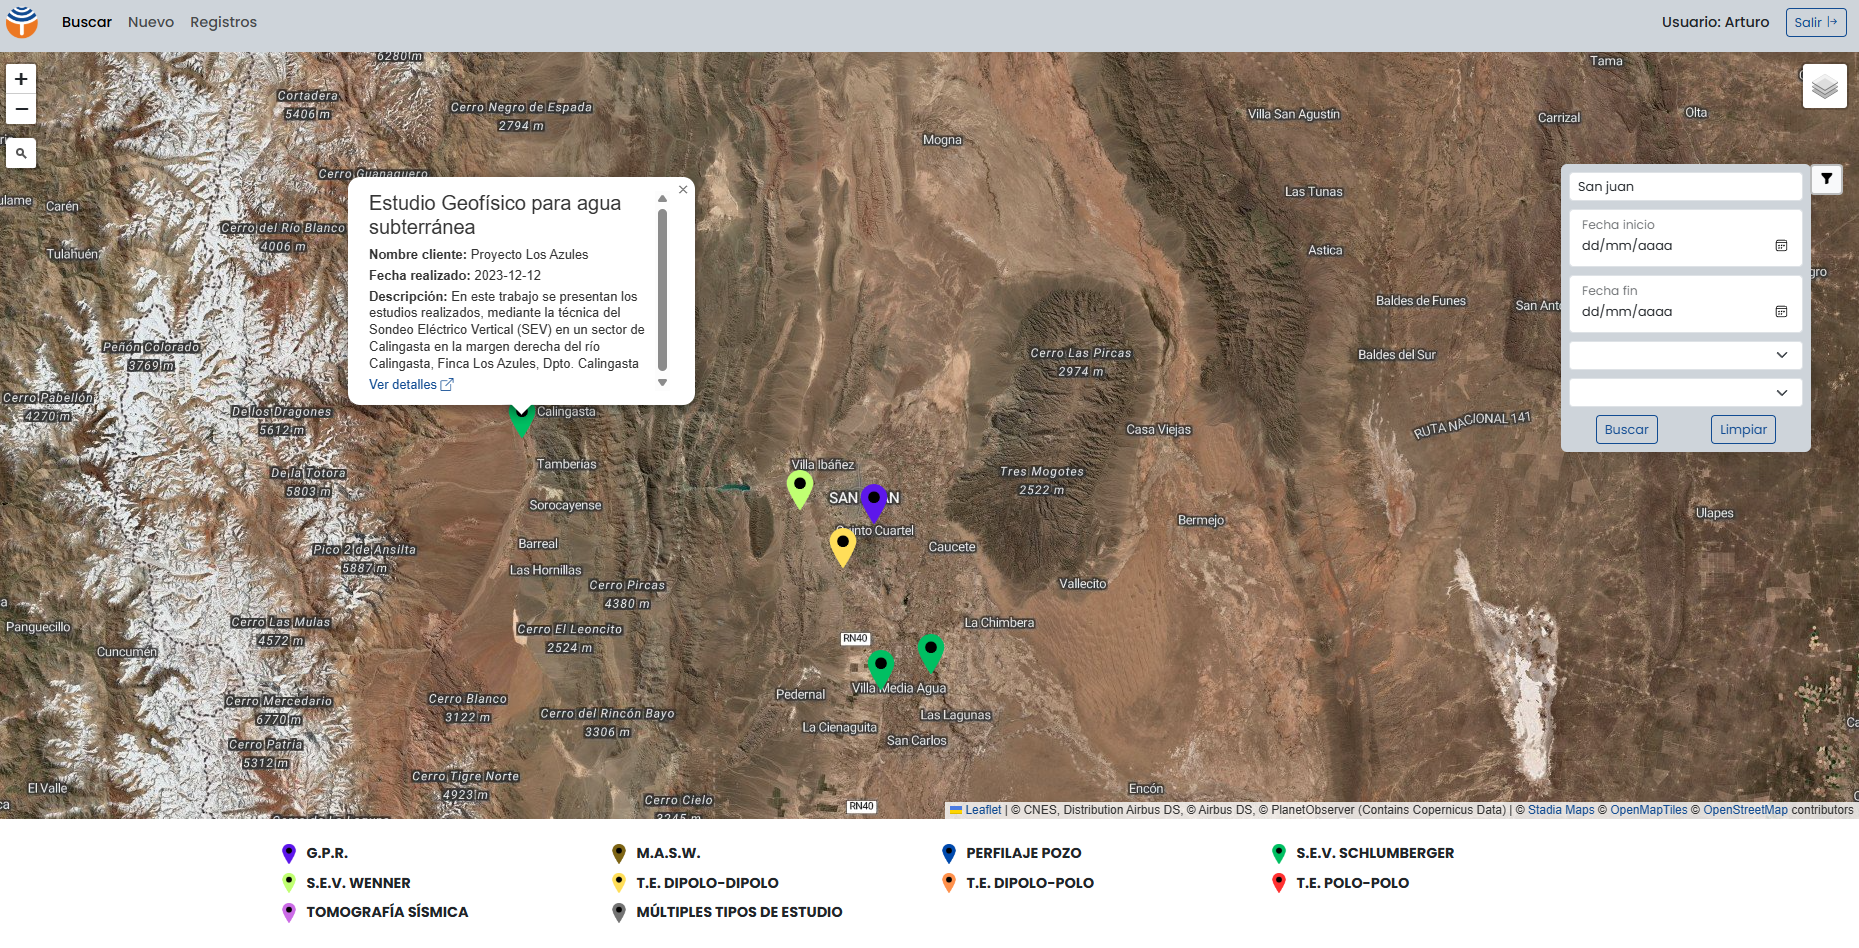 Buscar
Nuevo
Registros
Usuario: Arturo
Salir
6280 m
Tama
+
−
Cortadera
5406 m
Cerro Negro de Espada
2794 m
Villa San Agustín
Carrizal
Olta
Mogna
Cerro Guanaquero
San juan
Carén
Las Tunas
Estudio Geofísico para agua
subterránea
×
Fecha inicio
dd/mm/aaaa
Cerro del Río Blanco
4006 m
Tulahuén
Astica
Nombre cliente: Proyecto Los Azules
Fecha realizado: 2023-12-12
Descripción: En este trabajo se presentan los
estudios realizados, mediante la técnica del
Sondeo Eléctrico Vertical (SEV) en un sector de
Calingasta en la margen derecha del río
Calingasta, Finca Los Azules, Dpto. Calingasta
Ver detalles
Fecha fin
dd/mm/aaaa
Baldes de Funes
San Anto
Peñón Colorado
3769 m
Cerro Las Pircas
2974 m
Baldes del Sur
Cerro Pabellón
4270 m
De los Dragones
5612 m
Calingasta
Casa Viejas
RUTA NACIONAL 141
Buscar
Limpiar
De la Totora
5803 m
Tamberías
Villa Ibáñez
Tres Mogotes
2522 m
Sorocayense
SAN
AN
Bermejo
Ulapes
Quinto Cuartel
Pico 2 de Ansilta
5887 m
Barreal
Caucete
Las Hornillas
Cerro Pircas
4380 m
Vallecito
Panguecillo
Cerro Las Mulas
4572 m
Cerro El Leoncito
2524 m
La Chimbera
RN40
Cuncumén
Cerro Mercedario
6770 m
Cerro Blanco
3122 m
Pedernal
Villa Media Agua
Cerro del Rincón Bayo
3306 m
Las Lagunas
La Cienaguita
San Carlos
Cerro Patria
5312 m
El Valle
Cerro Tigre Norte
4923 m
Encón
Cerro Cielo
3245 m
RN40
Leaflet | © CNES, Distribution Airbus DS, © Airbus DS, © PlanetObserver (Contains Copernicus Data) | © Stadia Maps © OpenMapTiles © OpenStreetMap contributors
G.P.R.
M.A.S.W.
PERFILAJE POZO
S.E.V. SCHLUMBERGER
S.E.V. WENNER
T.E. DIPOLO-DIPOLO
T.E. DIPOLO-POLO
T.E. POLO-POLO
TOMOGRAFÍA SÍSMICA
MÚLTIPLES TIPOS DE ESTUDIO